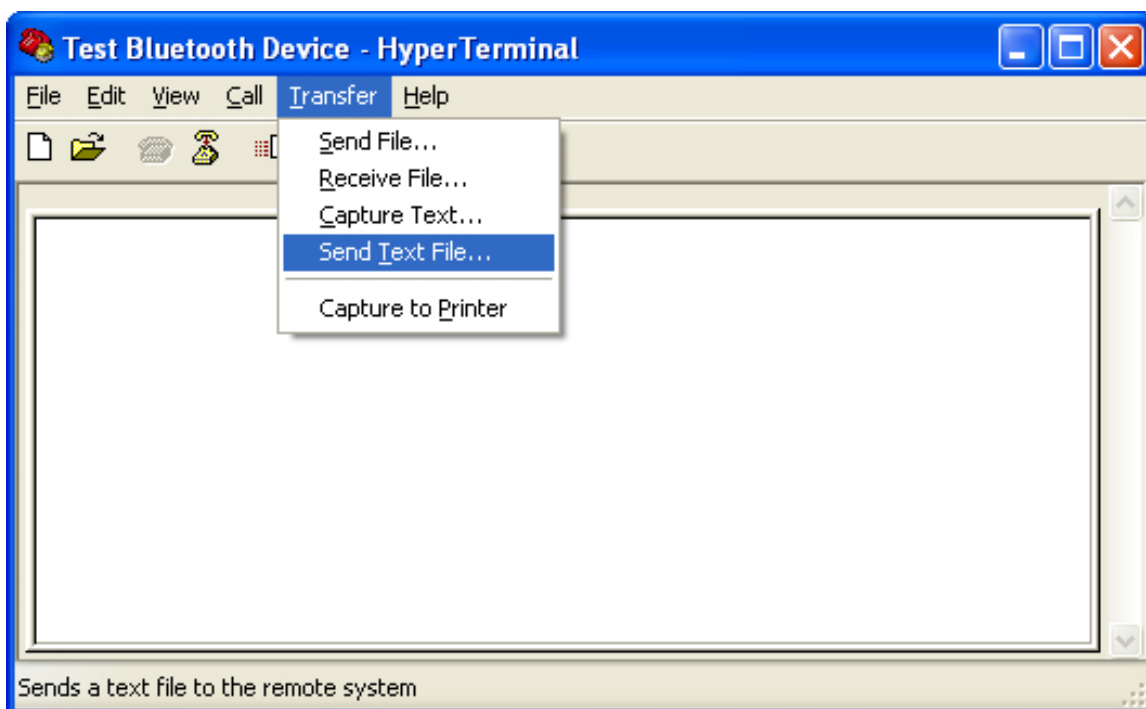 Test Bluetooth Device - HyperTerminal
File Edit View Call Transfer Help
Send File...
Receive File...
Capture Text...
Send Text File...
Capture to Printer
Sends a text file to the remote system